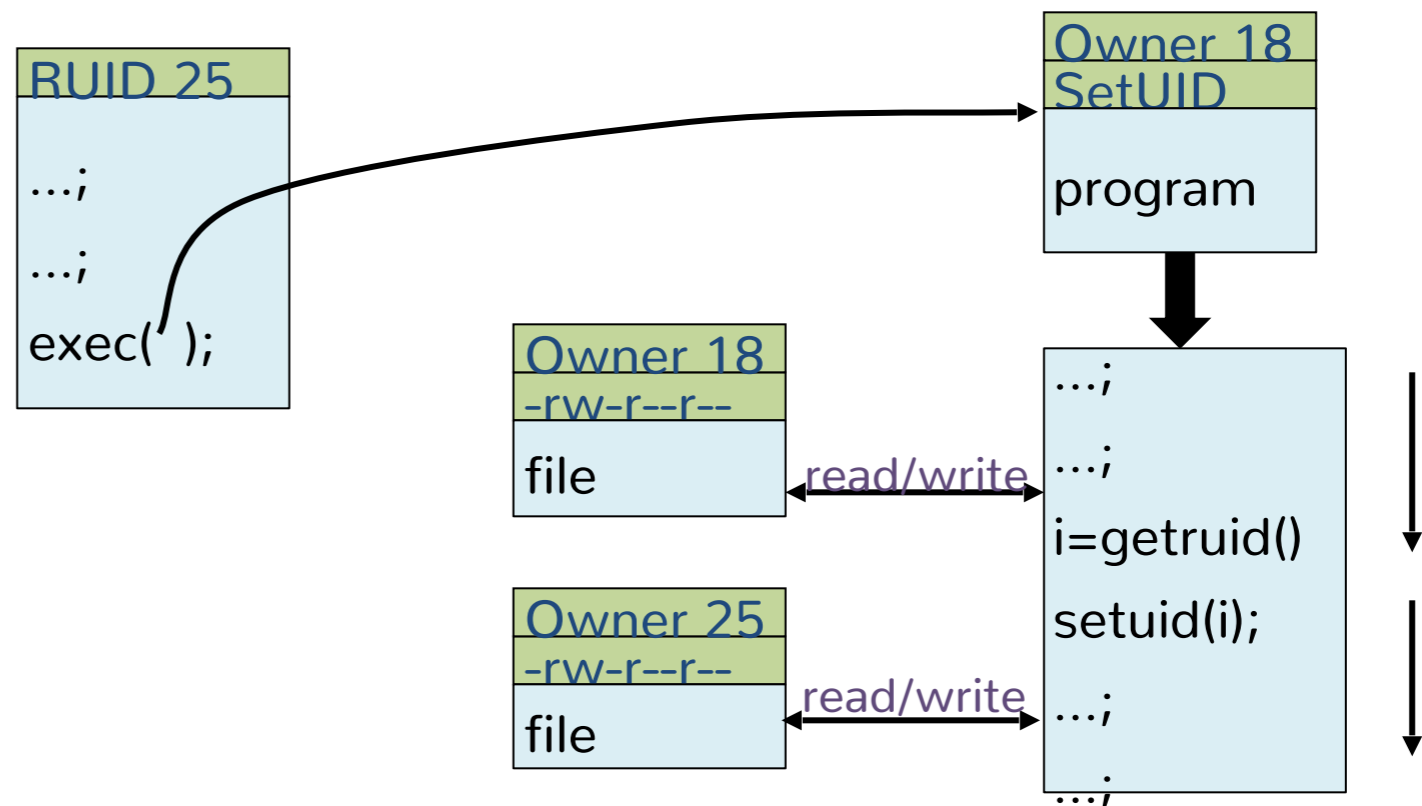 RUID 25
...;
...;
exec( );
Owner 18
SetUID
program
Owner 18
-rw-r--r--
file
read/write
Owner 25
-rw-r--r--
file
read/write
...;
...;
i=getruid()
setuid(i);
...;
...;